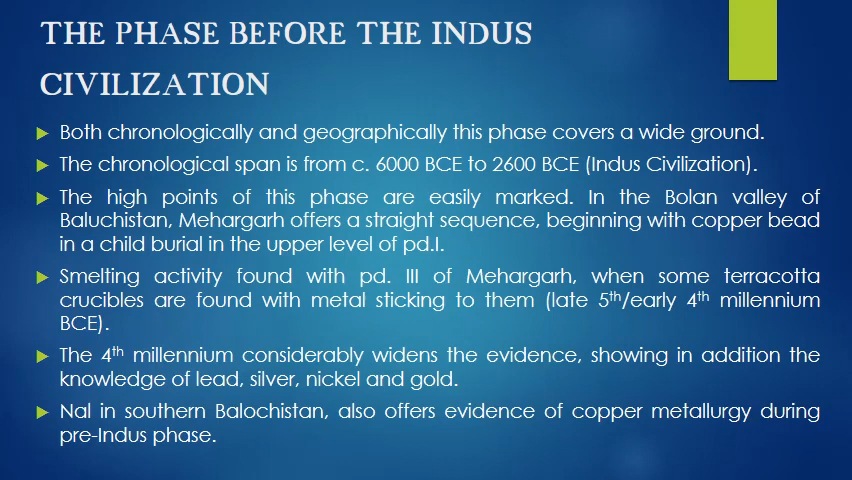 THE PHASE BEFORE THE INDUS
CIVILIZATION
Both chronologically and geographically this phase covers a wide ground.
The chronological span is from c. 6000 BCE to 2600 BCE (Indus Civilization).
The high points of this phase are easily marked. In the Bolan valley of
Baluchistan, Mehargarh offers a straight sequence, beginning with copper bead
in a child burial in the upper level of pd.I.
Smelting activity found with pd. III of Mehargarh, when some terracotta
crucibles are found with metal sticking to them (late 5th/early 4th millennium
BCE).
The 4th millennium considerably widens the evidence, showing in addition the
knowledge of lead, silver, nickel and gold.
Nal in southern Balochistan, also offers evidence of copper metallurgy during
pre-Indus phase.